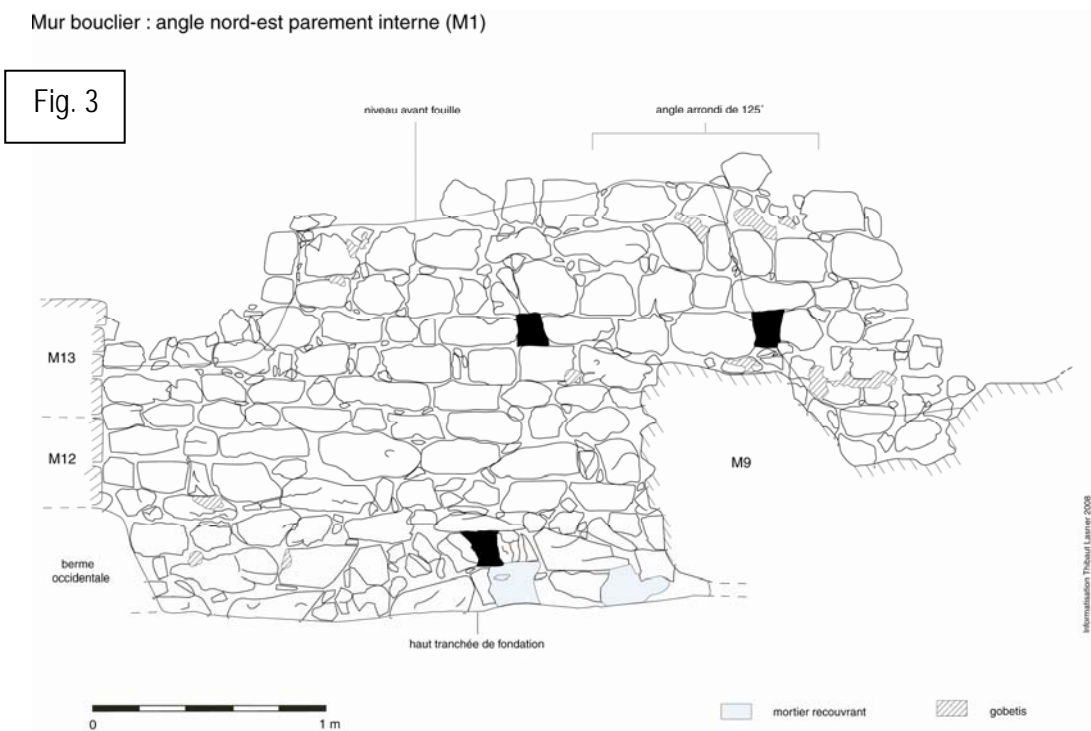 Mur bouclier : angle nord-est parement interne (M1)
Fig. 3
niveau avant fouille
angle arrondi de 125°
M13
M12
M9
berme
occidentale
haut tranchée de fondation
0
1 m
mortier recouvrant
gobetis
Informatisation Thibaut Lasnier 2008